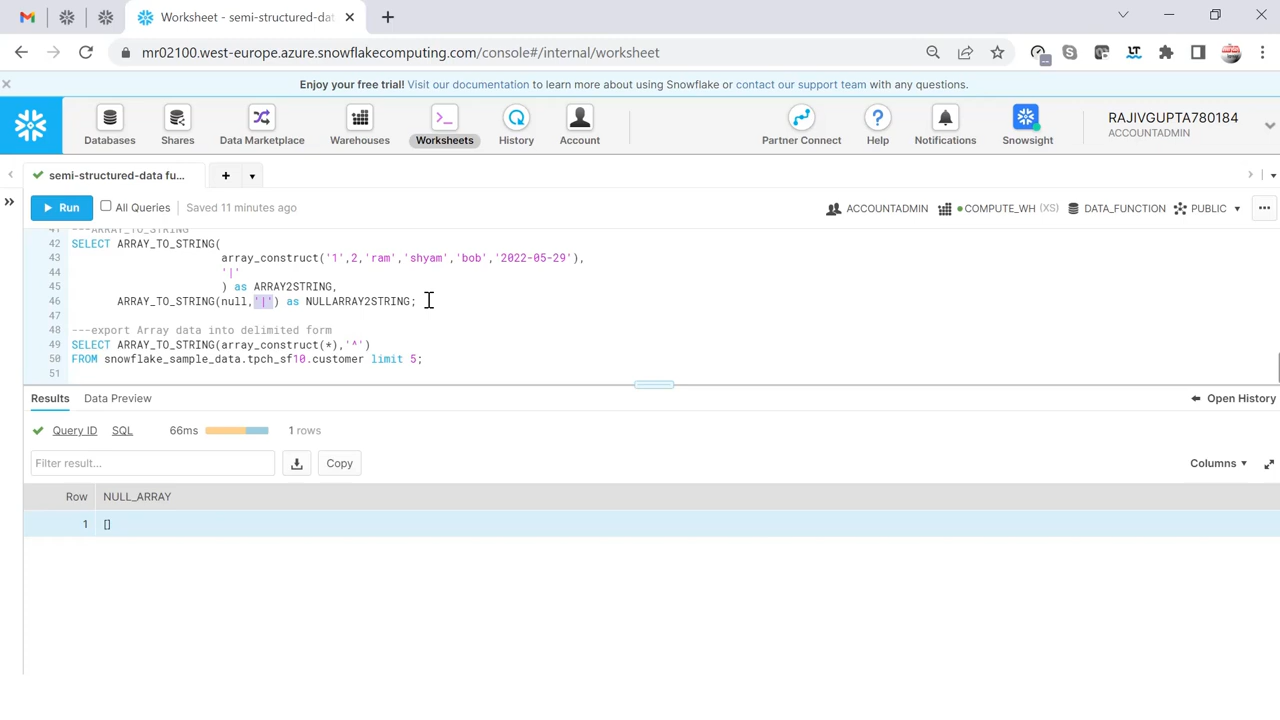 Worksheet - semi-structured-dat
mr02100.west-europe.azure.snowflakecomputing.com/console#/internal/worksheet
LT
Enjoy your free trial! Visit our documentation to learn more about using Snowflake or contact our support team with any questions.
Databases
Shares
Data Marketplace
Warehouses
Worksheets
History
Account
Partner Connect
Help
Notifications
Snowsight
RAJIVGUPTA780184
ACCOUNTADMIN
semi-structured-data fu...
Run
All Queries
Saved 11 minutes ago
ACCOUNTADMIN
COMPUTE_WH (XS)
DATA_FUNCTION
PUBLIC
41 ---ARRAY_TO_STRING
42 SELECT ARRAY_TO_STRING(
43 array_construct('1',2,'ram','shyam','bob','2022-05-29'),
44 '|'
45 ) as ARRAY2STRING,
46 ARRAY_TO_STRING(null,'|') as NULLARRAY2STRING;
47
48 ---export Array data into delimited form
49 SELECT ARRAY_TO_STRING(array_construct(*),'^')
50 FROM snowflake_sample_data.tpch_sf10.customer limit 5;
51
Results
Data Preview
Open History
Query ID
SQL
66ms
1 rows
Filter result...
Copy
Columns
Row
NULL_ARRAY
1
[]